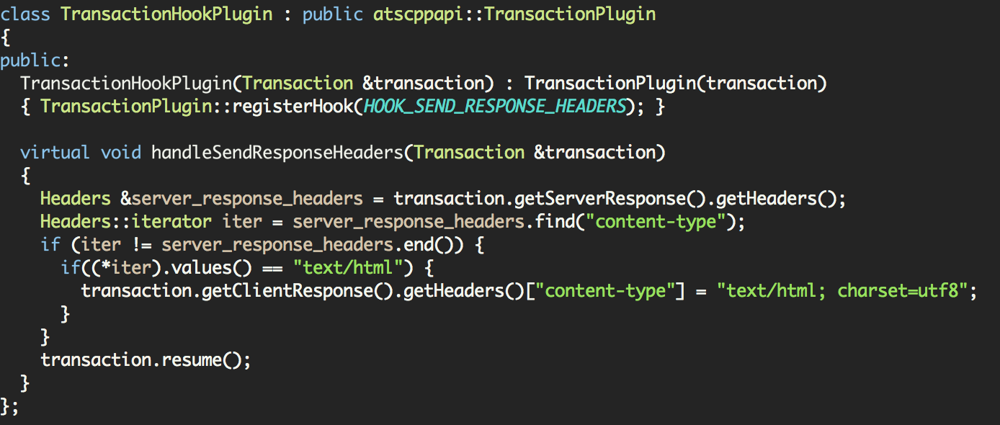 class TransactionHookPlugin : public atscppapi::TransactionPlugin
{
public:
  TransactionHookPlugin(Transaction &transaction) : TransactionPlugin(transaction)
  { TransactionPlugin::registerHook(HOOK_SEND_RESPONSE_HEADERS); }

  virtual void handleSendResponseHeaders(Transaction &transaction)
  {
    Headers &server_response_headers = transaction.getServerResponse().getHeaders();
    Headers::iterator iter = server_response_headers.find("content-type");
    if (iter != server_response_headers.end()) {
      if((*iter).values() == "text/html") {
        transaction.getClientResponse().getHeaders()["content-type"] = "text/html; charset=utf8";
      }
    }
    transaction.resume();
  }
};